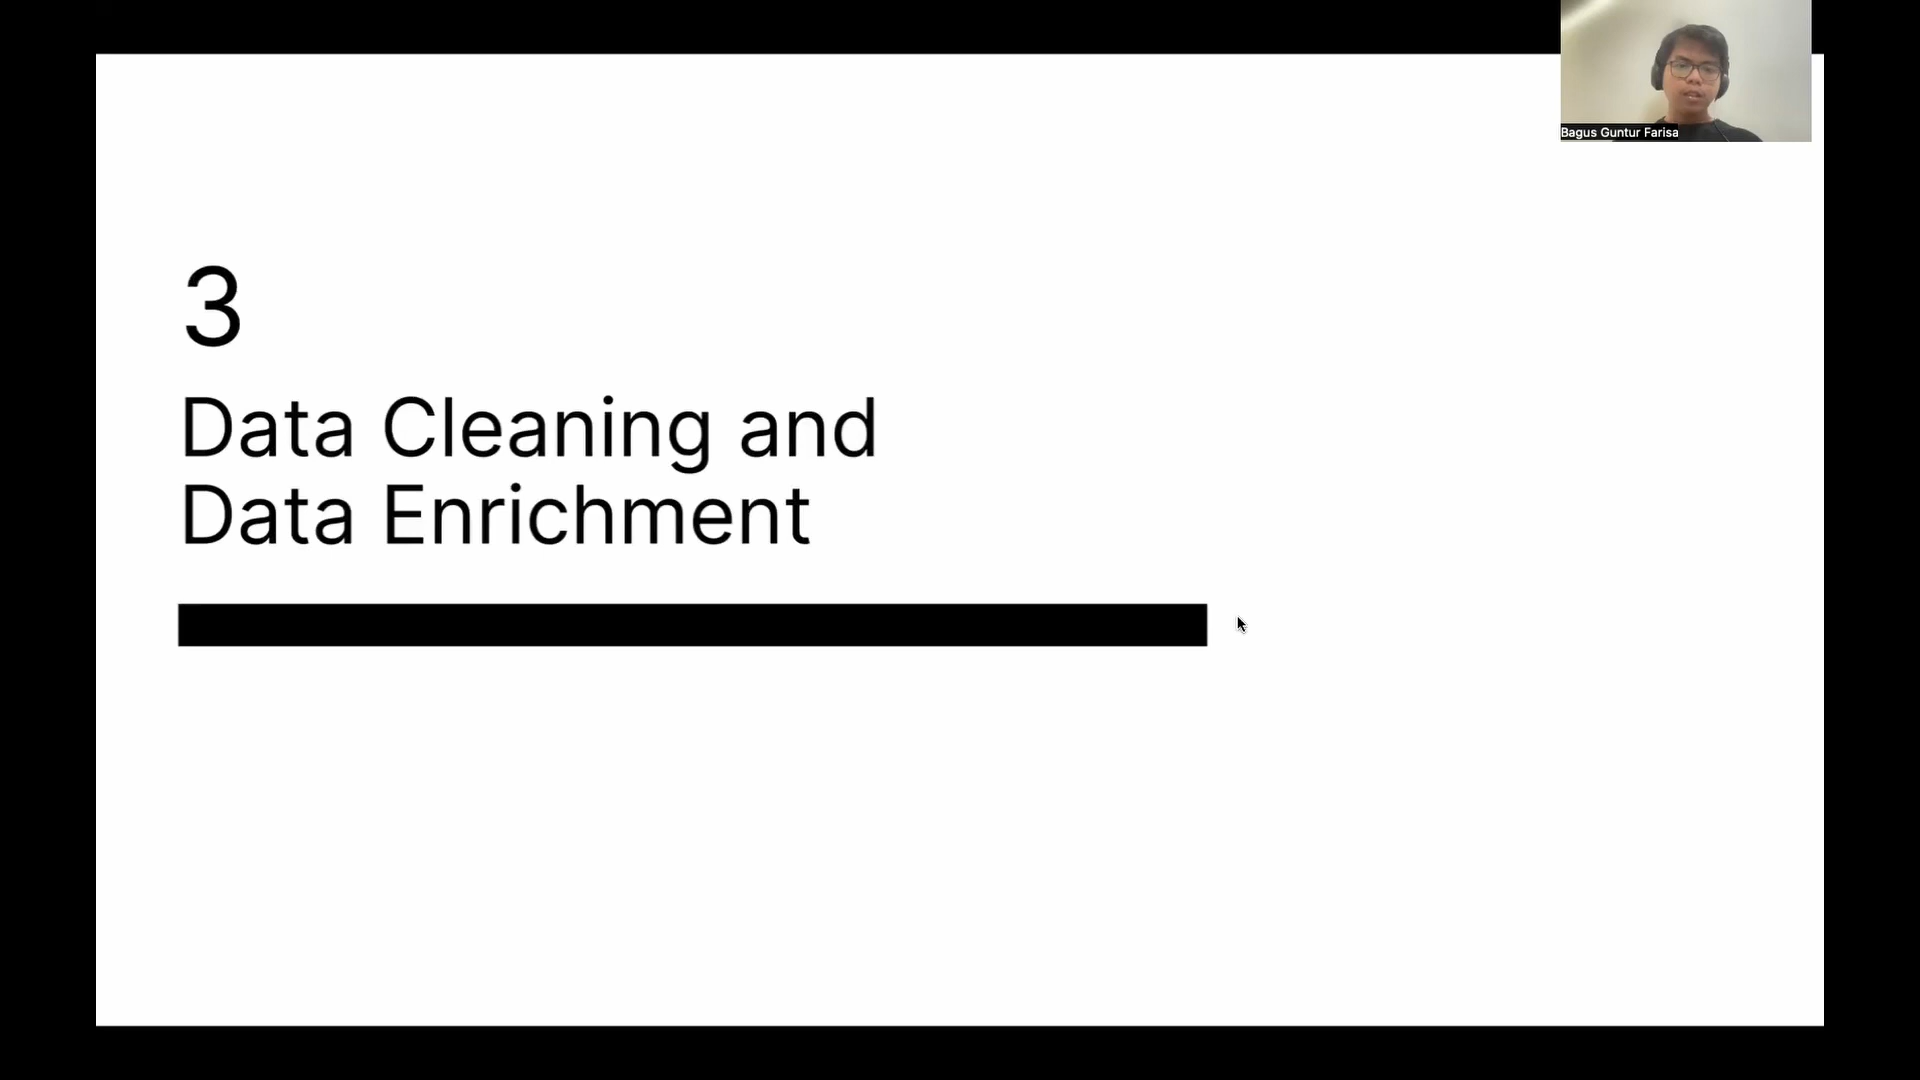 Bagus Guntur Farisa
3
Data Cleaning and
Data Enrichment